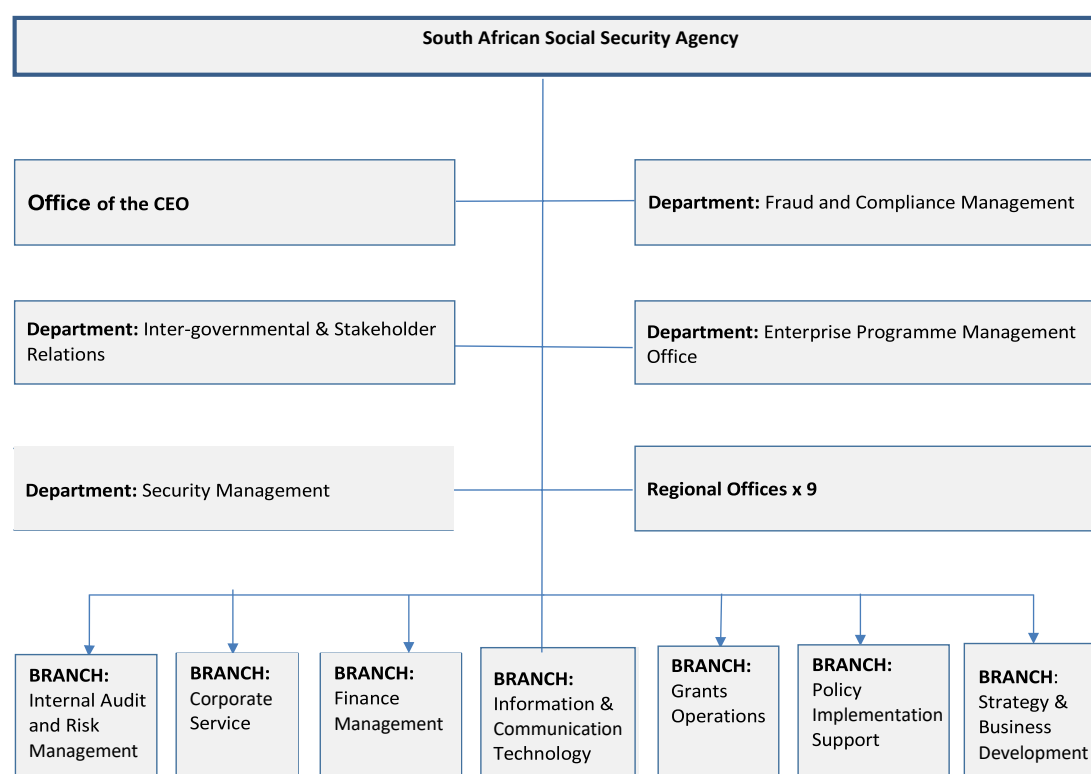 South African Social Security Agency
Office of the CEO
Department: Fraud and Compliance Management
Department: Inter-governmental & Stakeholder
Relations
Department: Enterprise Programme Management
Office
Department: Security Management
Regional Offices x 9
BRANCH:
Internal Audit
and Risk
Management
BRANCH:
Corporate
Service
BRANCH:
Finance
Management
BRANCH:
Information &
Communication
Technology
BRANCH:
Grants
Operations
BRANCH:
Policy
Implementation
Support
BRANCH:
Strategy &
Business
Development